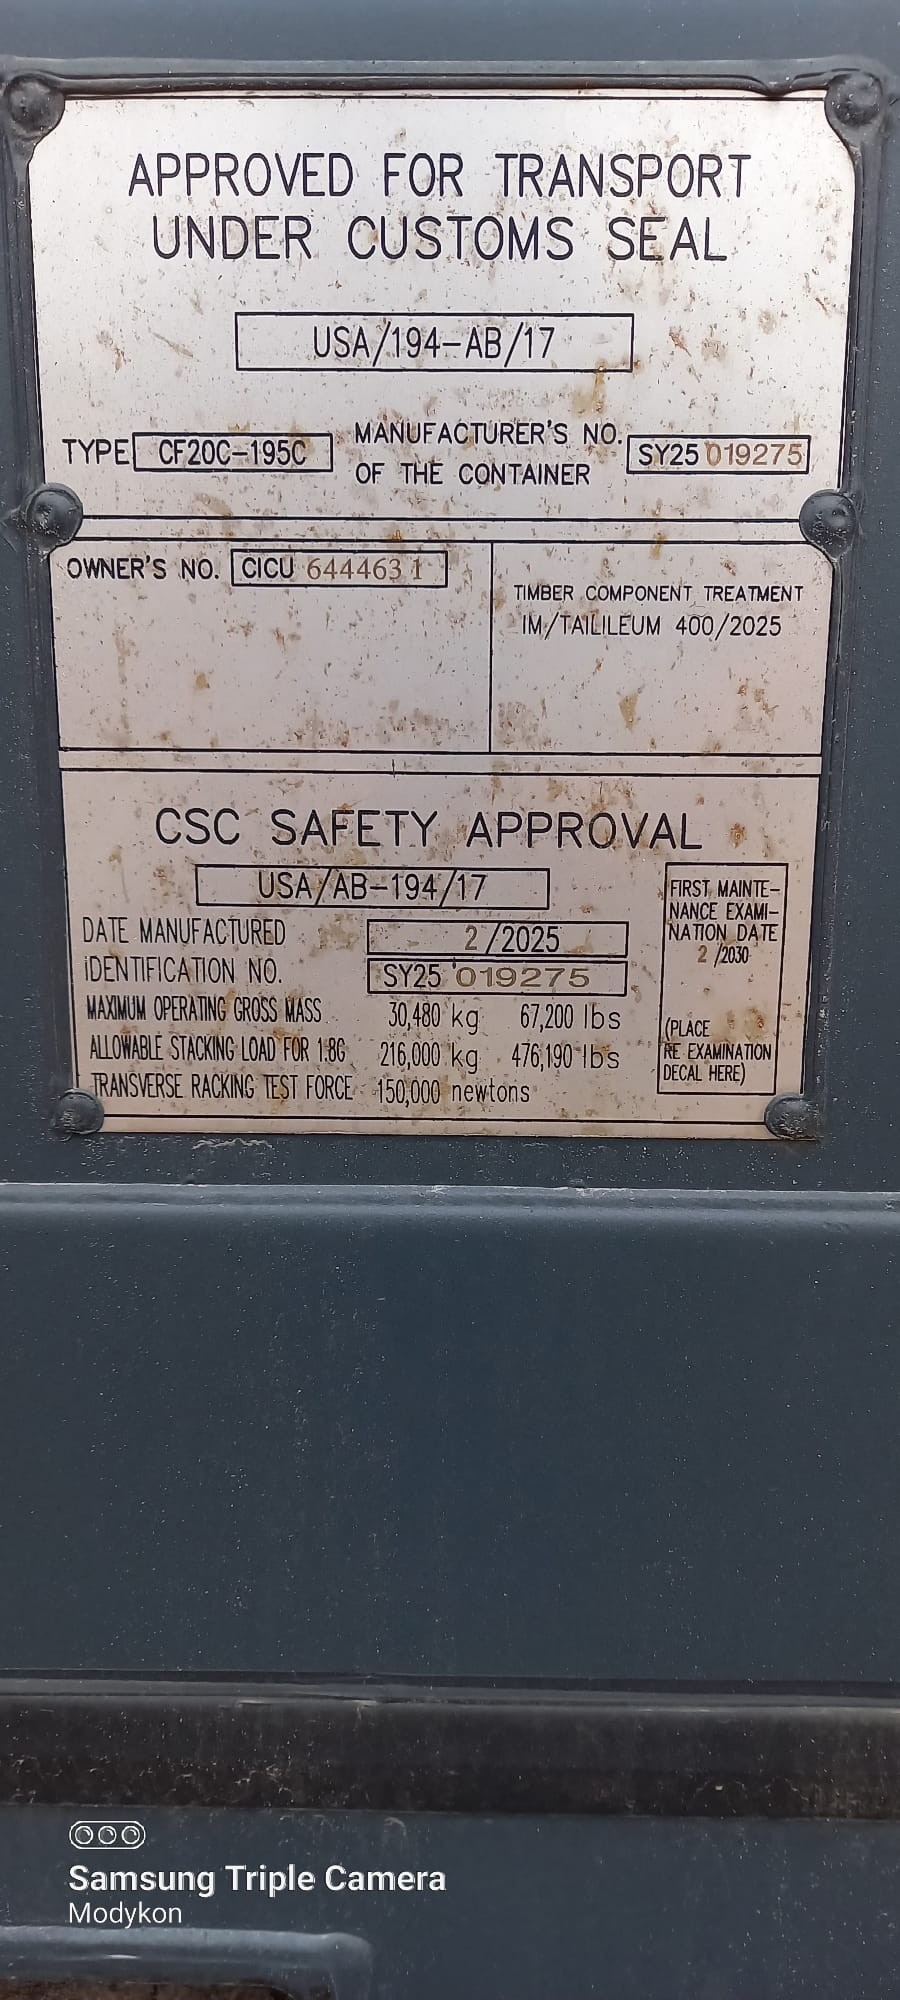 APPROVED FOR TRANSPORT
UNDER CUSTOMS SEAL
USA/194-AB/17
TYPE CF20C-195C
MANUFACTURER'S NO.
OF THE CONTAINER
SY25 019275
OWNER'S NO. CICU 644463 1
TIMBER COMPONENT TREATMENT
IM/TAILILEUM 400/2025
CSC SAFETY APPROVAL
USA/AB-194/17
DATE MANUFACTURED 2/2025
IDENTIFICATION NO. SY25 019275
MAXIMUM OPERATING GROSS MASS 30,480 kg 67,200 lbs
ALLOWABLE STACKING LOAD FOR 1.8G 216,000 kg 476,190 lbs
TRANSVERSE RACKING TEST FORCE 150,000 newtons
FIRST MAINTE-
NANCE EXAMI-
NATION DATE
2 /2030
(PLACE
RE EXAMINATION
DECAL HERE)
Samsung Triple Camera
Modykon